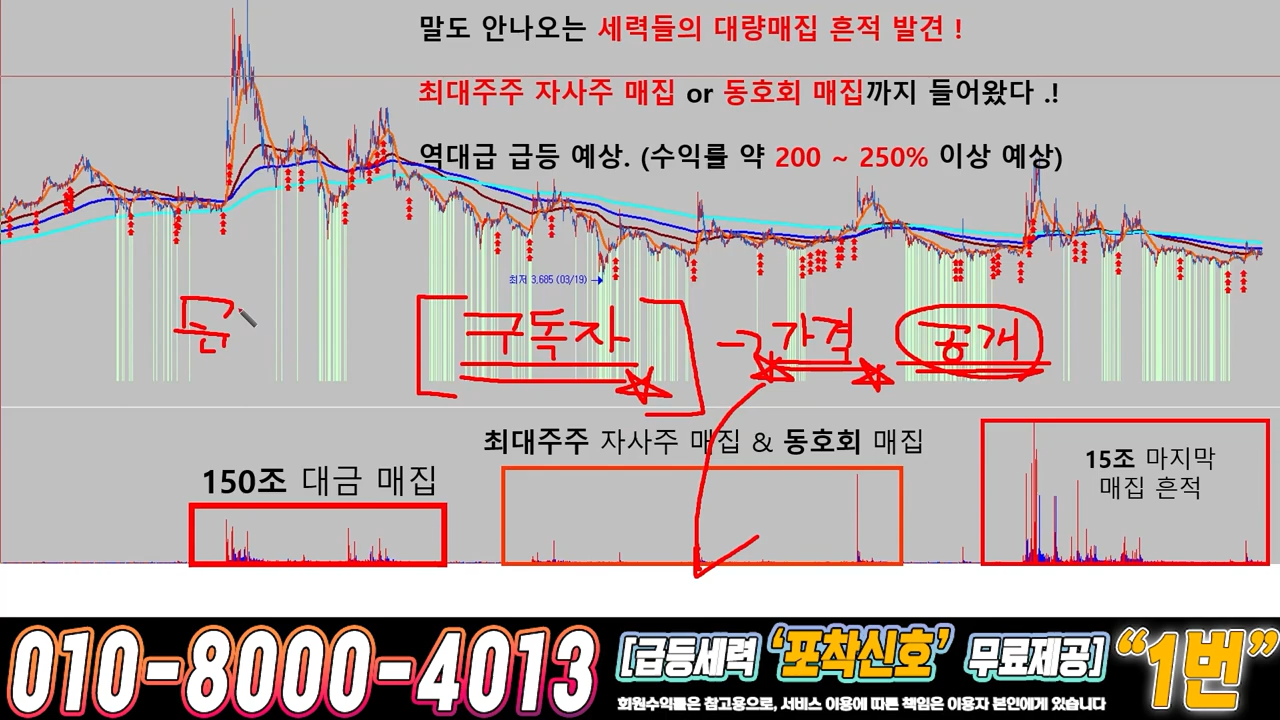 말도 안나오는 세력들의 대량매집 흔적 발견 !
최대주주 자사주 매집 or 동호회 매집까지 들어왔다 .!
역대급 급등 예상. (수익률 약 200 ~ 250% 이상 예상)
최저 3,685 (03/19)
구독자 가격 공개
최대주주 자사주 매집 & 동호회 매집
150조 대금 매집
15조 마지막
매집 흔적
010-8000-4013
[급등세력 ‘포착신호’ 무료제공] “1번”
회원수익률은 참고용으로, 서비스 이용에 따른 책임은 이용자 본인에게 있습니다